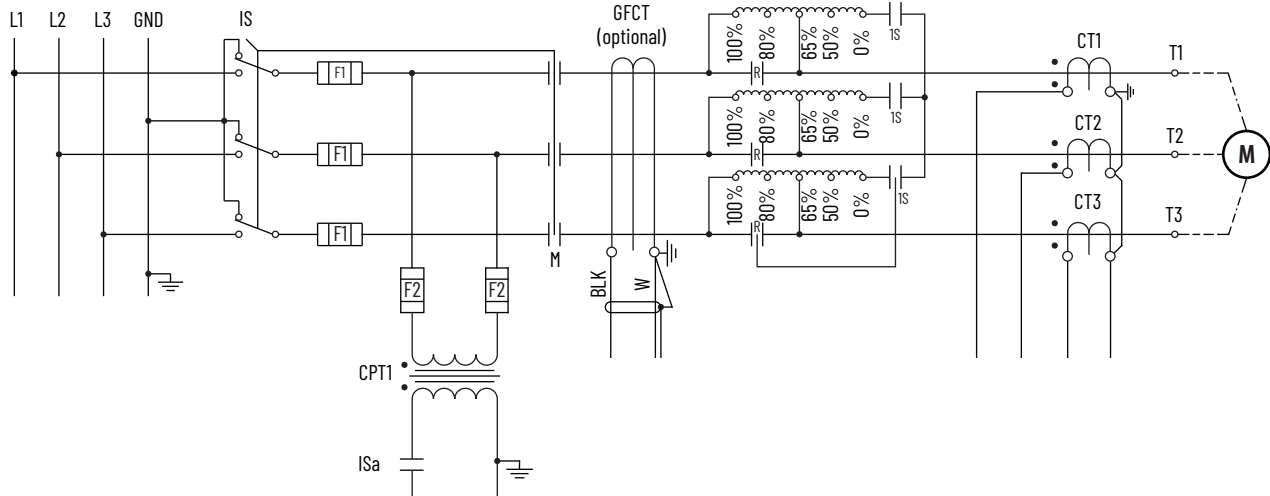 L1 L2 L3 GND IS
GFCT
(optional)
100% 80% 65% 50% 0% 1S
CT1 T1
F1 R
100% 80% 65% 50% 0% 1S
CT2 T2
F1 R
M
100% 80% 65% 50% 0% 1S
CT3 T3
F1 R
M
F2 F2
BLK W
CPT1
ISa